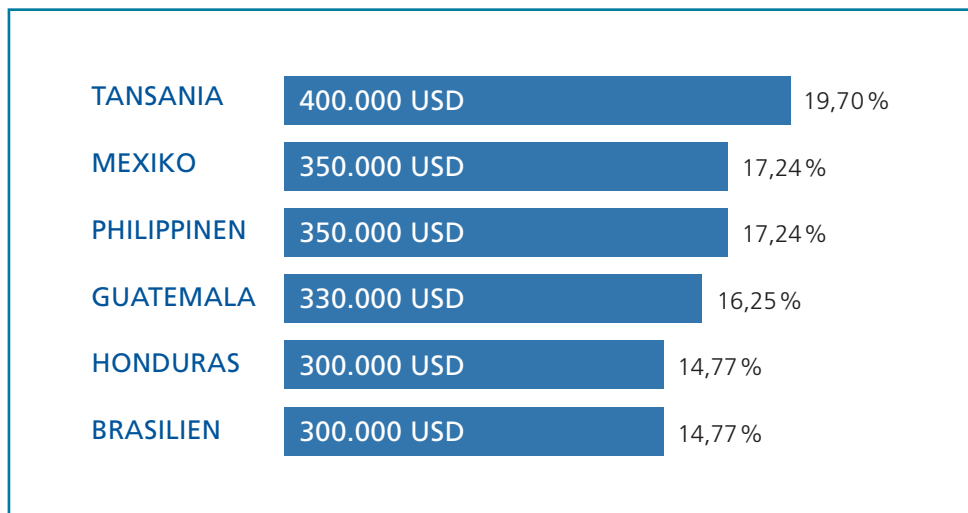 TANSANIA 400.000 USD 19,70 %
MEXIKO 350.000 USD 17,24 %
PHILIPPINEN 350.000 USD 17,24 %
GUATEMALA 330.000 USD 16,25 %
HONDURAS 300.000 USD 14,77 %
BRASILIEN 300.000 USD 14,77 %